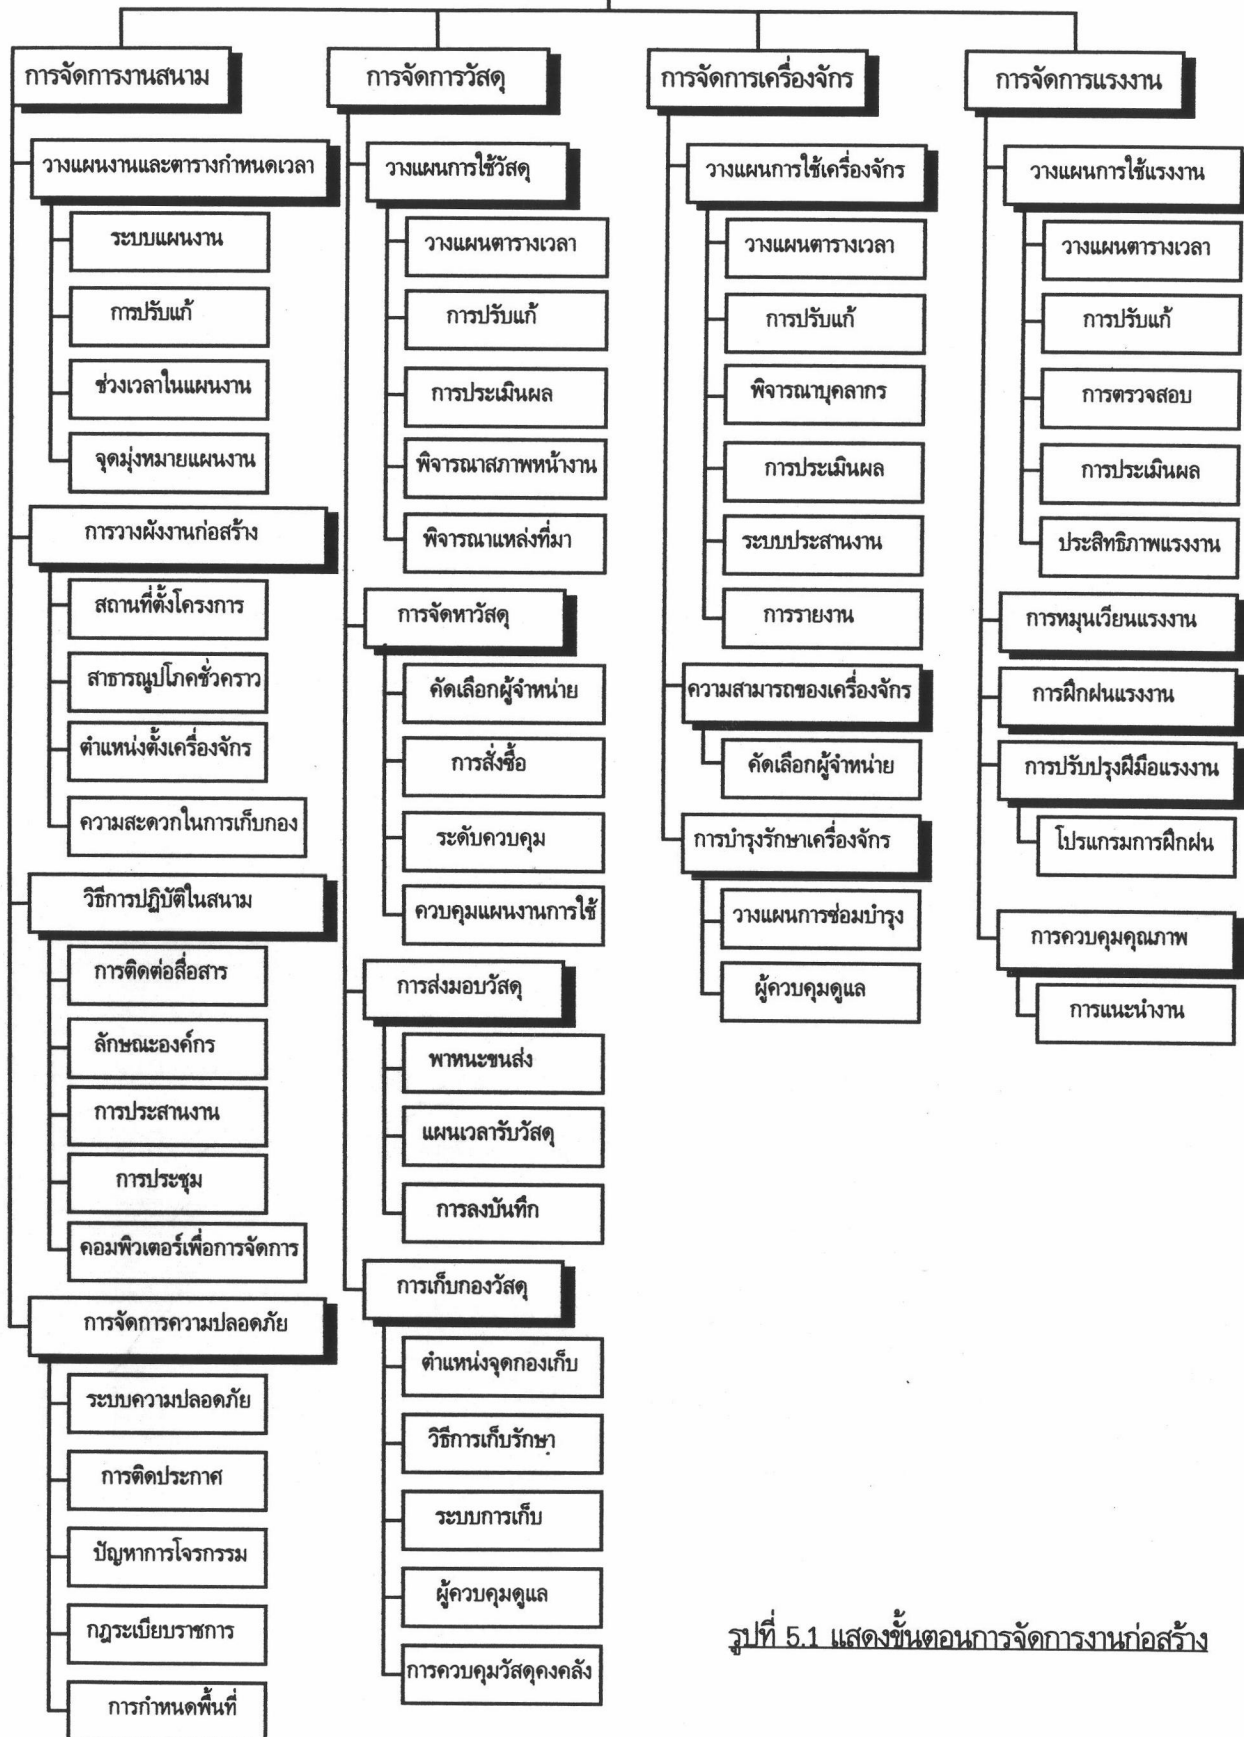 การจัดการงานสนาม
วางแผนงานและตารางกำหนดเวลา
ระบบแผนงาน
การปรับแก้
ช่วงเวลาในแผนงาน
จุดมุ่งหมายแผนงาน
การวางผังงานก่อสร้าง
สถานที่ตั้งโครงการ
สาธารณูปโภคชั่วคราว
ตำแหน่งตั้งเครื่องจักร
ความสะดวกในการเก็บกอง
วิธีการปฏิบัติในสนาม
การติดต่อสื่อสาร
ลักษณะองค์กร
การประสานงาน
การประชุม
คอมพิวเตอร์เพื่อการจัดการ
การจัดการความปลอดภัย
ระบบความปลอดภัย
การติดประกาศ
ปัญหาการโจรกรรม
กฎระเบียบราชการ
การกำหนดพื้นที่
การจัดการวัสดุ
วางแผนการใช้วัสดุ
วางแผนตารางเวลา
การปรับแก้
การประเมินผล
พิจารณาสภาพหน้างาน
พิจารณาแหล่งที่มา
การจัดหาวัสดุ
คัดเลือกผู้จำหน่าย
การสั่งซื้อ
ระดับควบคุม
ควบคุมแผนงานการใช้
การส่งมอบวัสดุ
พาหนะขนส่ง
แผนเวลารับวัสดุ
การลงบันทึก
การเก็บกองวัสดุ
ตำแหน่งจุดกองเก็บ
วิธีการเก็บรักษา
ระบบการเก็บ
ผู้ควบคุมดูแล
การควบคุมวัสดุคงคลัง
การจัดการเครื่องจักร
วางแผนการใช้เครื่องจักร
วางแผนตารางเวลา
การปรับแก้
พิจารณาบุคลากร
การประเมินผล
ระบบประสานงาน
การรายงาน
ความสามารถของเครื่องจักร
คัดเลือกผู้จำหน่าย
การบำรุงรักษาเครื่องจักร
วางแผนการซ่อมบำรุง
ผู้ควบคุมดูแล
การจัดการแรงงาน
วางแผนการใช้แรงงาน
วางแผนตารางเวลา
การปรับแก้
การตรวจสอบ
การประเมินผล
ประสิทธิภาพแรงงาน
การหมุนเวียนแรงงาน
การฝึกฝนแรงงาน
การปรับปรุงฝีมือแรงงาน
โปรแกรมการฝึกฝน
การควบคุมคุณภาพ
การแนะนำงาน
รูปที่ 5.1 แสดงขั้นตอนการจัดการงานก่อสร้าง